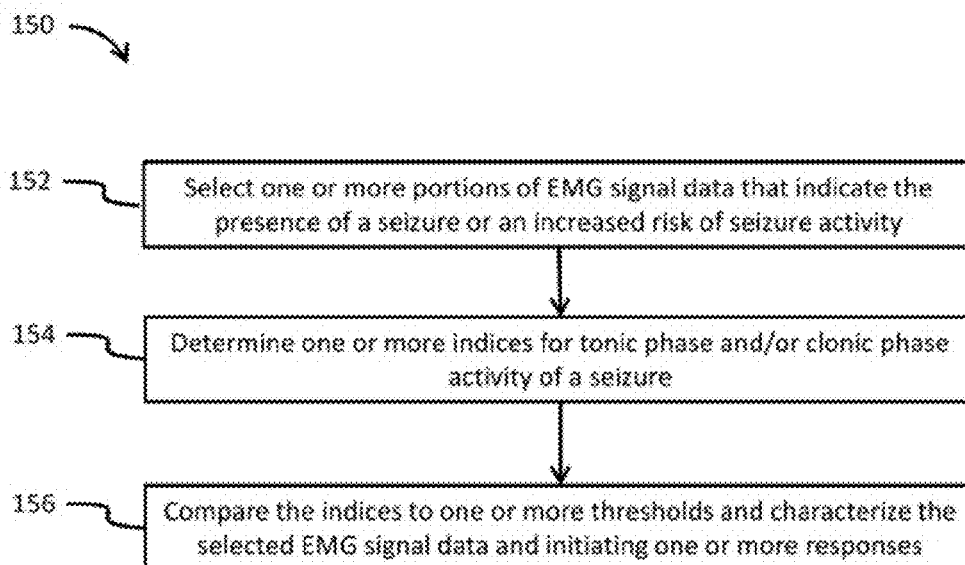 150
152
Select one or more portions of EMG signal data that indicate the
presence of a seizure or an increased risk of seizure activity
154
Determine one or more indices for tonic phase and/or clonic phase
activity of a seizure
156
Compare the indices to one or more thresholds and characterize the
selected EMG signal data and initiating one or more responses